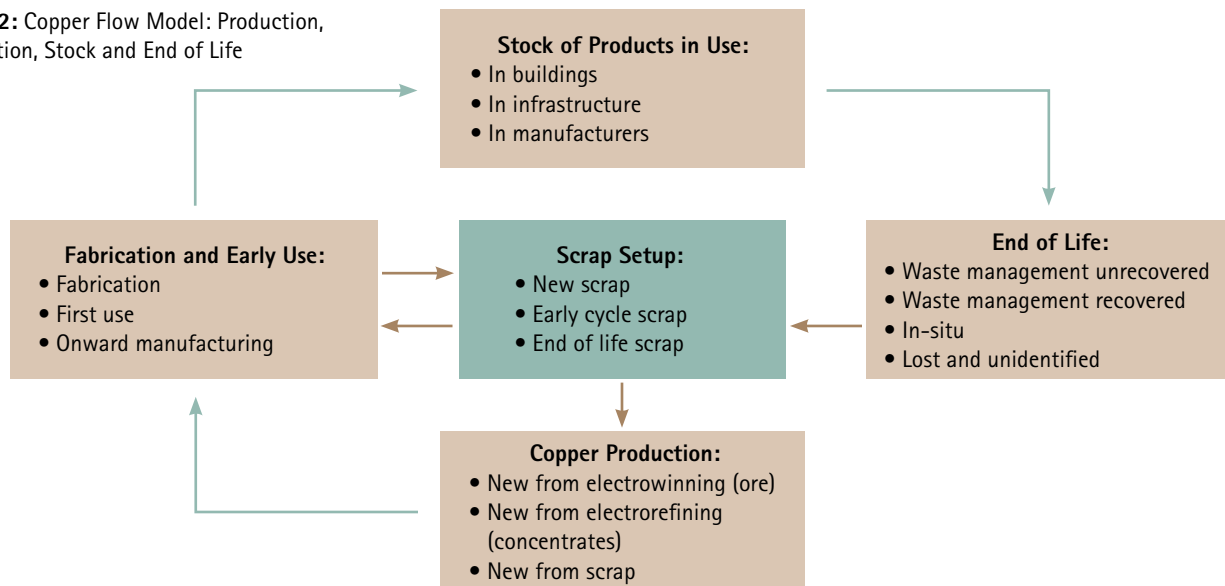 2: Copper Flow Model: Production,
tion, Stock and End of Life
Stock of Products in Use:
• In buildings
• In infrastructure
• In manufacturers
Fabrication and Early Use:
• Fabrication
• First use
• Onward manufacturing
Scrap Setup:
• New scrap
• Early cycle scrap
• End of life scrap
End of Life:
• Waste management unrecovered
• Waste management recovered
• In-situ
• Lost and unidentified
Copper Production:
• New from electrowinning (ore)
• New from electrorefining
(concentrates)
• New from scrap